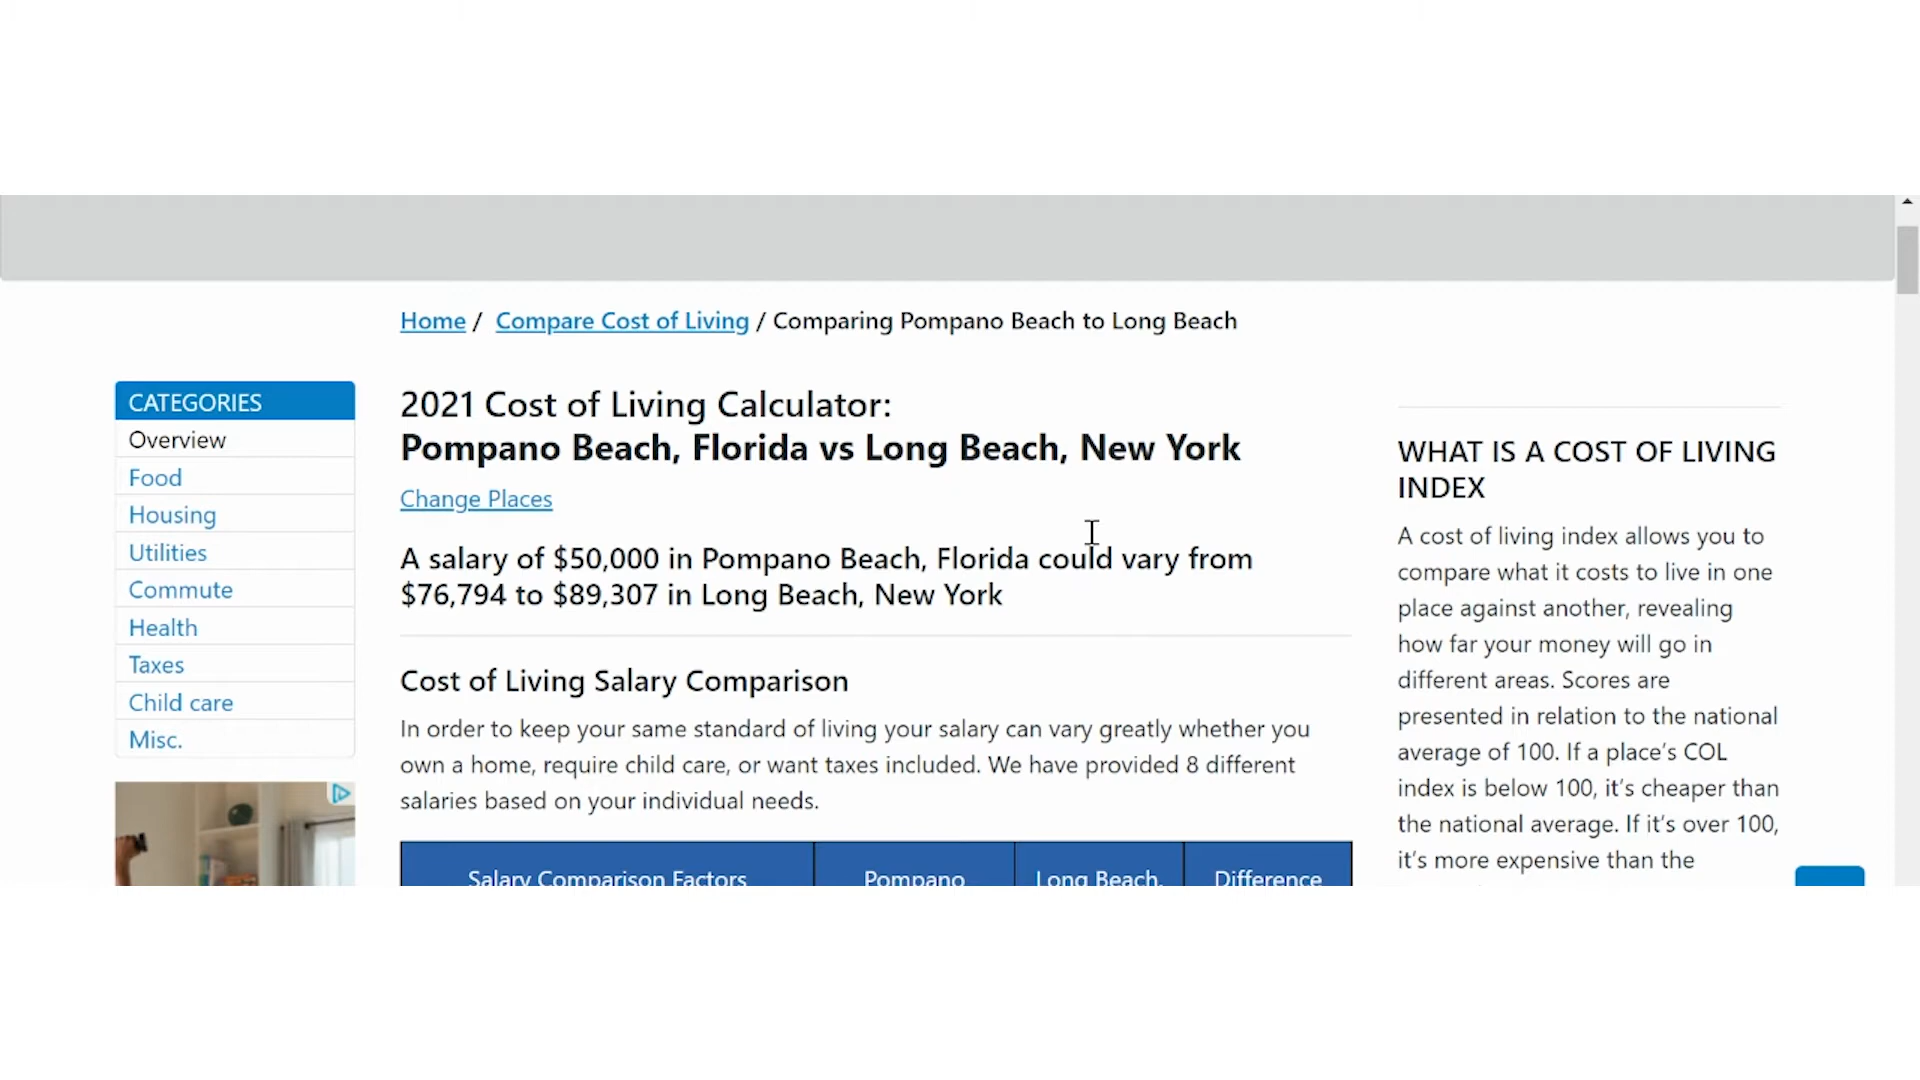 Home / Compare Cost of Living / Comparing Pompano Beach to Long Beach
CATEGORIES
Overview
Food
Housing
Utilities
Commute
Health
Taxes
Child care
Misc.
2021 Cost of Living Calculator:
Pompano Beach, Florida vs Long Beach, New York
Change Places
A salary of $50,000 in Pompano Beach, Florida could vary from
$76,794 to $89,307 in Long Beach, New York
Cost of Living Salary Comparison
In order to keep your same standard of living your salary can vary greatly whether you
own a home, require child care, or want taxes included. We have provided 8 different
salaries based on your individual needs.
Salary Comparison Factors Pompano Long Beach, Difference
WHAT IS A COST OF LIVING
INDEX
A cost of living index allows you to
compare what it costs to live in one
place against another, revealing
how far your money will go in
different areas. Scores are
presented in relation to the national
average of 100. If a place’s COL
index is below 100, it’s cheaper than
the national average. If it’s over 100,
it’s more expensive than the